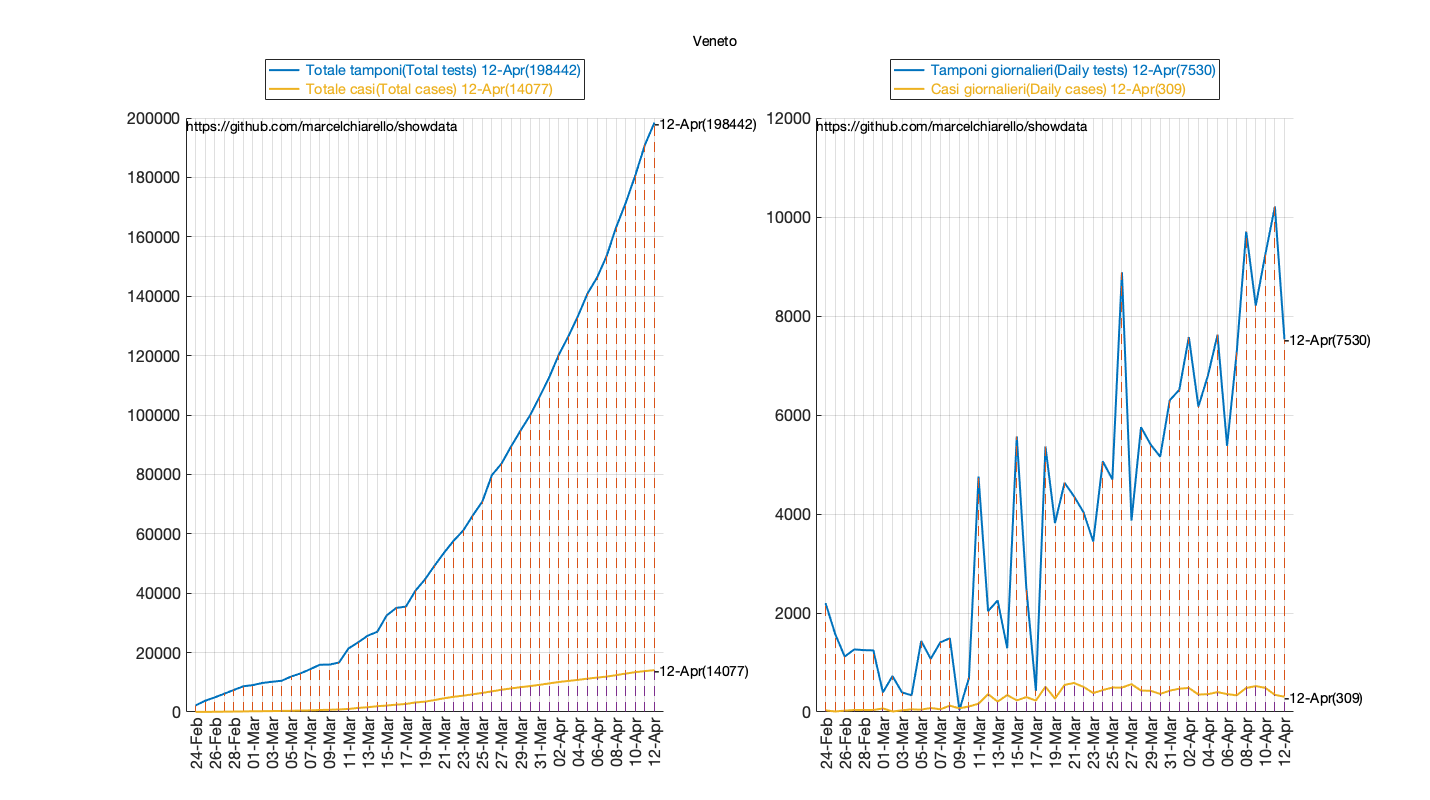 Veneto
Totale tamponi(Total tests) 12-Apr(198442)
Totale casi(Total cases) 12-Apr(14077)
200000
180000
160000
140000
120000
100000
80000
60000
40000
20000
0
https://github.com/marcelchiarello/showdata
12-Apr(198442)
12-Apr(14077)
24-Feb
26-Feb
28-Feb
01-Mar
03-Mar
05-Mar
07-Mar
09-Mar
11-Mar
13-Mar
15-Mar
17-Mar
19-Mar
21-Mar
23-Mar
25-Mar
27-Mar
29-Mar
31-Mar
02-Apr
04-Apr
06-Apr
08-Apr
10-Apr
12-Apr
Tamponi giornalieri(Daily tests) 12-Apr(7530)
Casi giornalieri(Daily cases) 12-Apr(309)
12000
10000
8000
6000
4000
2000
0
https://github.com/marcelchiarello/showdata
12-Apr(7530)
12-Apr(309)
24-Feb
26-Feb
28-Feb
01-Mar
03-Mar
05-Mar
07-Mar
09-Mar
11-Mar
13-Mar
15-Mar
17-Mar
19-Mar
21-Mar
23-Mar
25-Mar
27-Mar
29-Mar
31-Mar
02-Apr
04-Apr
06-Apr
08-Apr
10-Apr
12-Apr